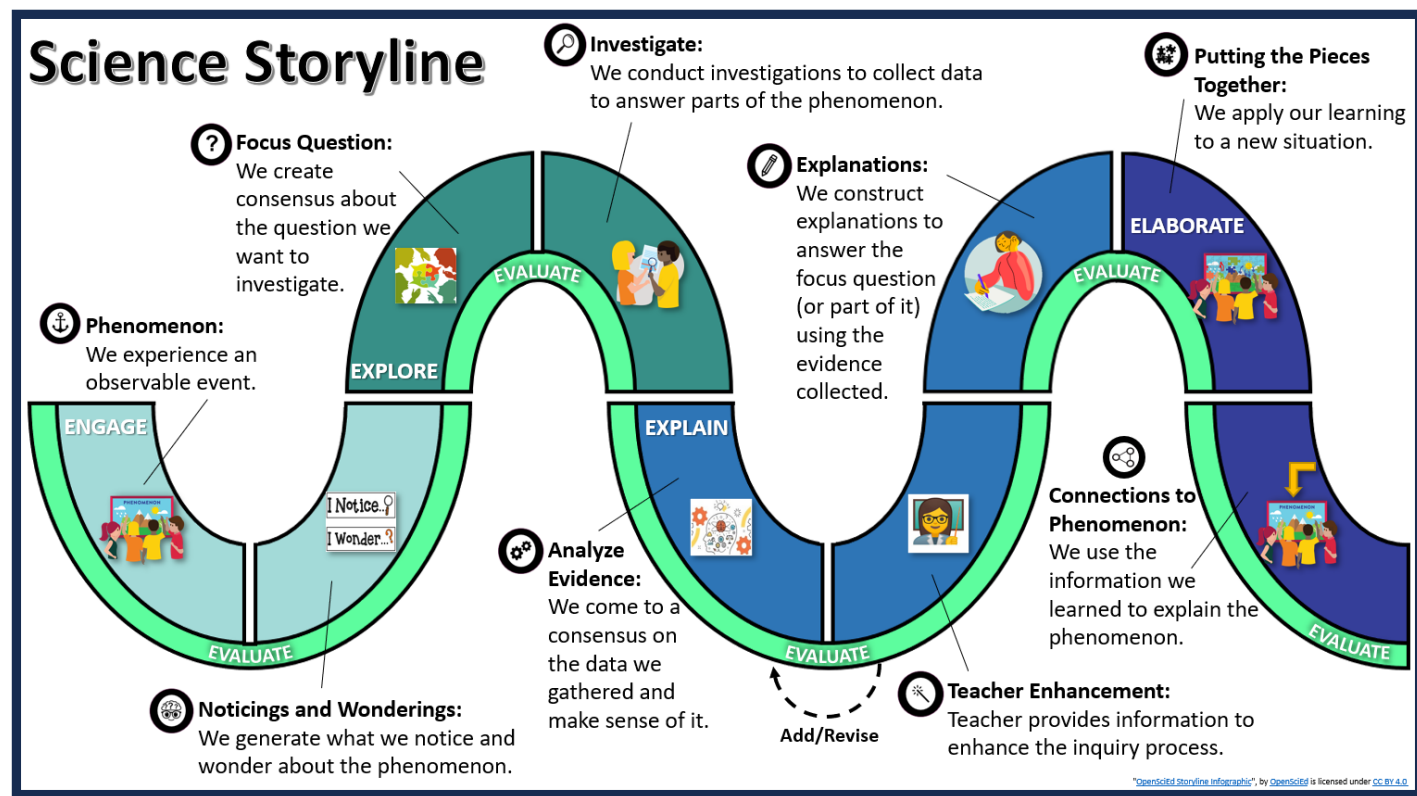 Science Storyline
Investigate:
We conduct investigations to collect data
to answer parts of the phenomenon.
Putting the Pieces
Together:
We apply our learning
to a new situation.
?
Focus Question:
We create
consensus about
the question we
want to
investigate.
Explanations:
We construct
explanations to
answer the
focus question
(or part of it)
using the
evidence
collected.
ELABORATE
EVALUATE
EVALUATE
Phenomenon:
We experience an
observable event.
EXPLORE
ENGAGE
EXPLAIN
PHENOMENON
I Notice..
I Wonder...?
Connections to
Phenomenon:
We use the
information we
learned to explain the
phenomenon.
PHENOMENON
Analyze
Evidence:
We come to a
consensus on
the data we
gathered and
make sense of it.
EVALUATE
EVALUATE
EVALUATE
Noticings and Wonderings:
We generate what we notice and
wonder about the phenomenon.
Add/Revise
Teacher Enhancement:
Teacher provides information to
enhance the inquiry process.
"OpenSciEd Storyline Infographic", by OpenSciEd is licensed under CC BY 4.0